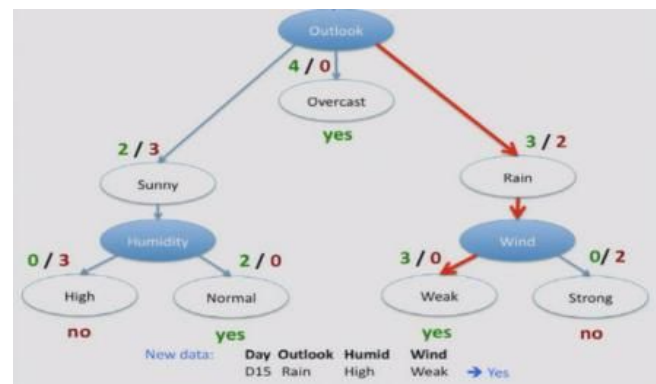 Outlook
4 / 0
Overcast
yes
2 / 3
3 / 2
Sunny
Rain
Humidity
Wind
0 / 3
2 / 0
3 / 0
0/ 2
High
Normal
Weak
Strong
no
yes
yes
no
New data: Day Outlook Humid Wind
D15 Rain High Weak → Yes